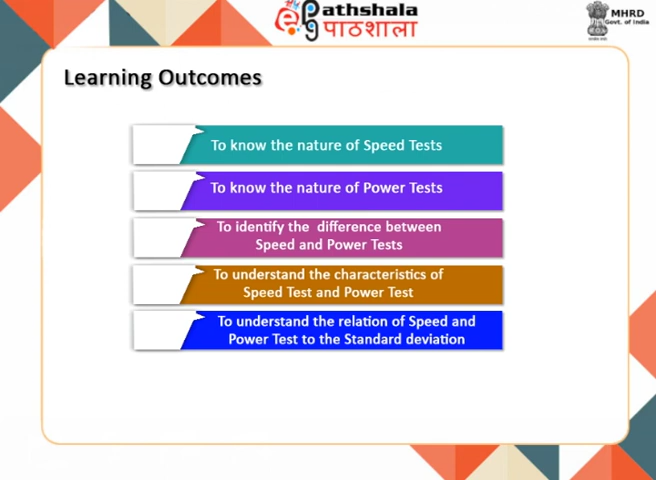 Pathshala
पाठशाला
MHRD
Govt. of India
Learning Outcomes
To know the nature of Speed Tests
To know the nature of Power Tests
To identify the difference between
Speed and Power Tests
To understand the characteristics of
Speed Test and Power Test
To understand the relation of Speed and
Power Test to the Standard deviation